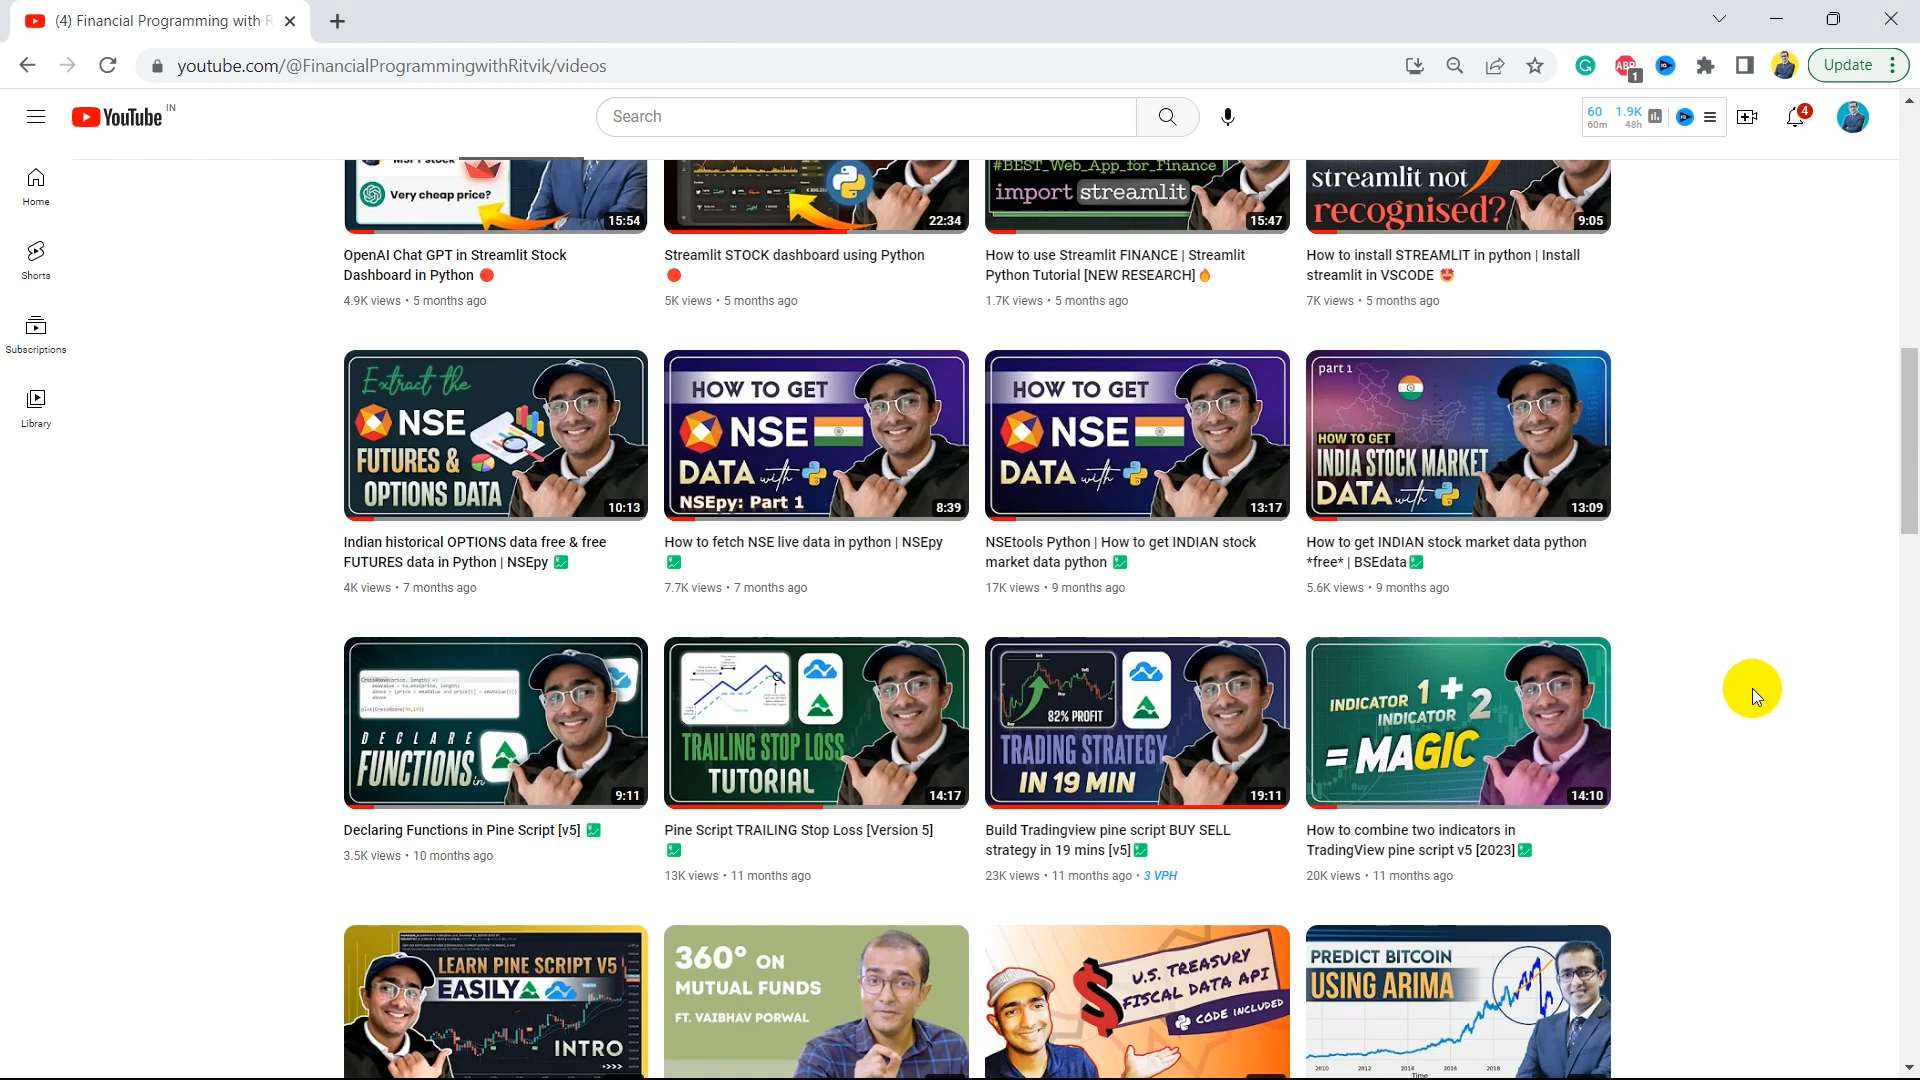 (4) Financial Programming with R
youtube.com/@FinancialProgrammingwithRitvik/videos
ABP
1
Update
YouTube IN
Search
60 1.9K
60m 48h
4
Home
Shorts
Subscriptions
Library
MSFT stock
Very cheap price?
15:54
22:34
#BEST_Web_App_for_Finance
import streamlit
15:47
streamlit not
recognised?
9:05
OpenAI Chat GPT in Streamlit Stock
Dashboard in Python
4.9K views • 5 months ago
Streamlit STOCK dashboard using Python
5K views • 5 months ago
How to use Streamlit FINANCE | Streamlit
Python Tutorial [NEW RESEARCH]
1.7K views • 5 months ago
How to install STREAMLIT in python | Install
streamlit in VSCODE
7K views • 5 months ago
Extract the
NSE
FUTURES &
OPTIONS DATA
10:13
HOW TO GET
NSE
DATA with
NSEpy: Part 1
8:39
HOW TO GET
NSE
DATA with
13:17
part 1
HOW TO GET
INDIA STOCK MARKET
DATA with
13:09
Indian historical OPTIONS data free & free
FUTURES data in Python | NSEpy
4K views • 7 months ago
How to fetch NSE live data in python | NSEpy
7.7K views • 7 months ago
NSEtools Python | How to get INDIAN stock
market data python
17K views • 9 months ago
How to get INDIAN stock market data python
*free* | BSEdata
5.6K views • 9 months ago
DECLARE
FUNCTIONS in
9:11
TRAILING STOP LOSS
TUTORIAL
14:17
82% PROFIT
TRADING STRATEGY
IN 19 MIN
19:11
INDICATOR 1 +
INDICATOR 2
= MAGIC
14:10
Declaring Functions in Pine Script [v5]
3.5K views • 10 months ago
Pine Script TRAILING Stop Loss [Version 5]
13K views • 11 months ago
Build Tradingview pine script BUY SELL
strategy in 19 mins [v5]
23K views • 11 months ago • 3 VPH
How to combine two indicators in
TradingView pine script v5 [2023]
20K views • 11 months ago
LEARN PINE SCRIPT V5
EASILY
INTRO
>>>>
360° ON
MUTUAL FUNDS
FT. VAIBHAV PORWAL
U.S. TREASURY
FISCAL DATA API
CODE INCLUDED
PREDICT BITCOIN
USING ARIMA
2010 2012 2014 2016 2018
Time